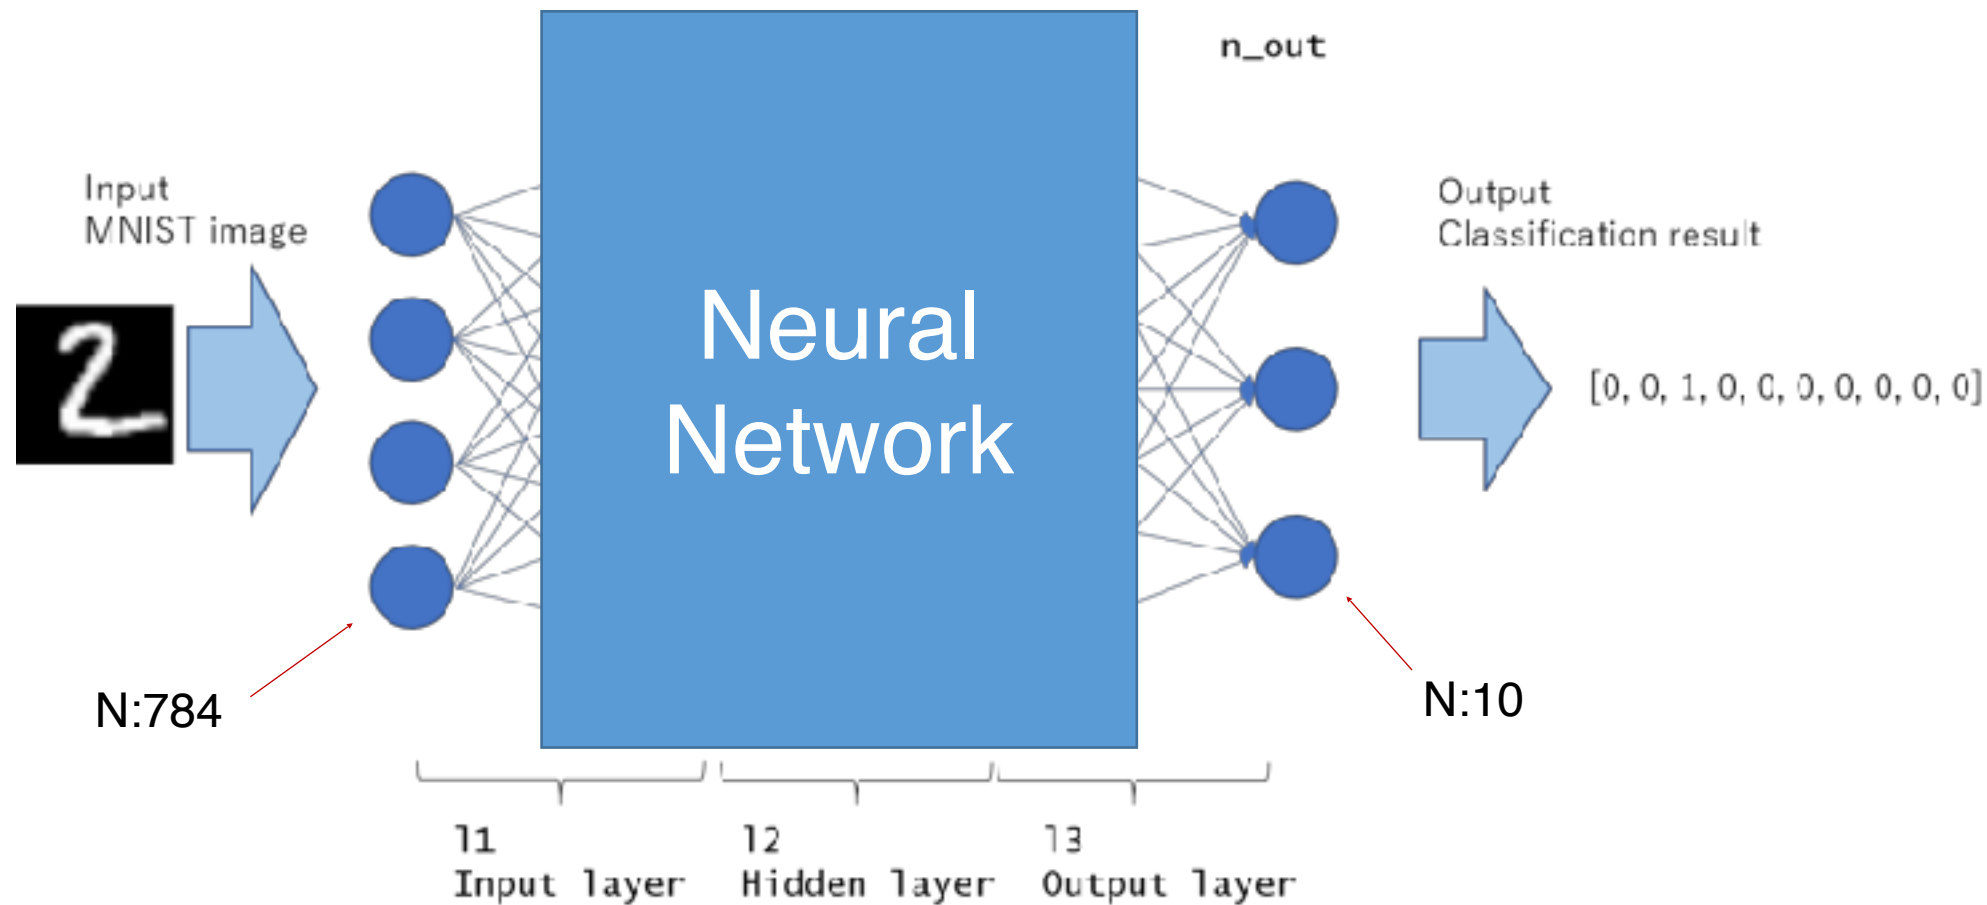 n_out
Input
MNIST image
Neural
Network
Output
Classification result
[0, 0, 1, 0, 0, 0, 0, 0, 0, 0]
N:784
N:10
l1
Input layer
l2
Hidden layer
l3
Output layer